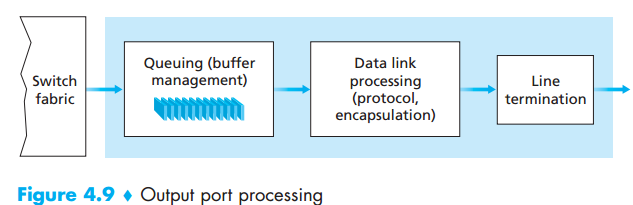 Switch
fabric
Queuing (buffer
management)
Data link
processing
(protocol,
encapsulation)
Line
termination
Figure 4.9 ♦ Output port processing